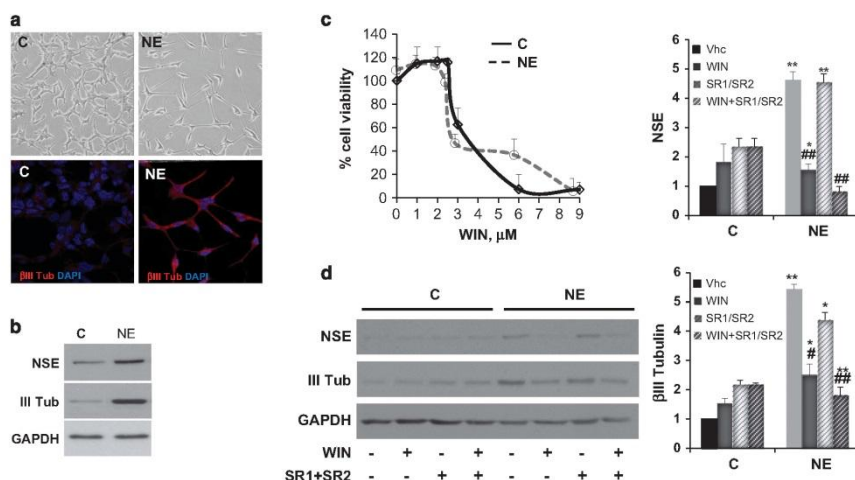 a
C
NE
C
βIII Tub DAPI
NE
βIII Tub DAPI
b
C NE
NSE
III Tub
GAPDH
c
% cell viability
140
120
100
80
60
40
20
0
0 1 2 3 4 5 6 7 8 9
WIN, μM
C
NE
NSE
6
5
4
3
2
1
0
Vhc
WIN
SR1/SR2
WIN+SR1/SR2
**
*
##
**
##
C NE
d
C NE
NSE
III Tub
GAPDH
WIN - + - + - + - +
SR1+SR2 - - + + - - + +
βIII Tubulin
6
5
4
3
2
1
0
Vhc
WIN
SR1/SR2
WIN+SR1/SR2
**
*
#
*
**
##
C NE